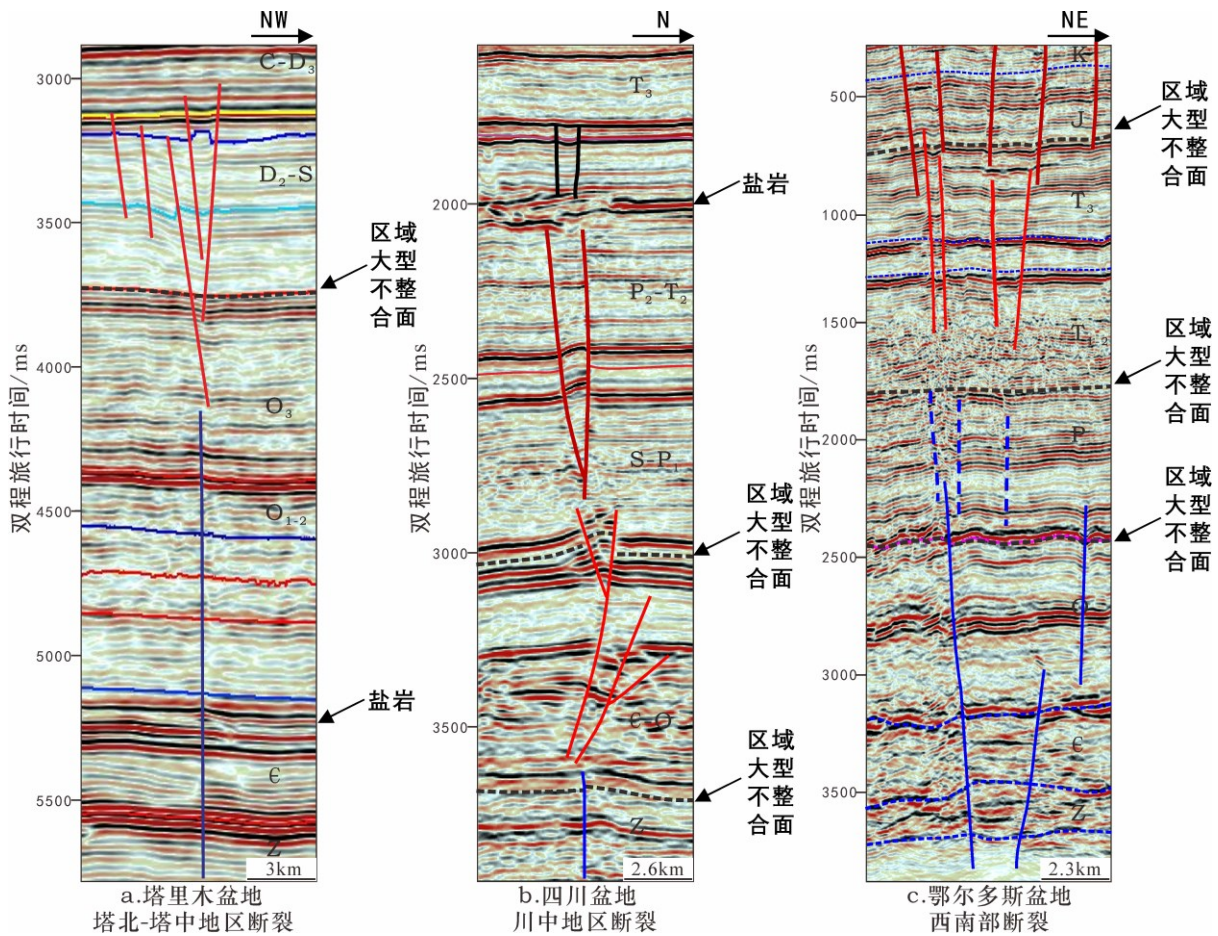 NW
双程旅行时间/ms
3000
3500
4000
4500
5000
5500
C-D₃
D₂-S
O₃
O₁₋₂
Є
Z
3km
区域
大型
不整
合面
盐岩
a.塔里木盆地
塔北-塔中地区断裂
N
双程旅行时间/ms
2000
2500
3000
3500
T₃
P₂-T₂
S-P₁
Є-O
Z
2.6km
盐岩
区域
大型
不整
合面
区域
大型
不整
合面
b.四川盆地
川中地区断裂
NE
双程旅行时间/ms
500
1000
1500
2000
2500
3000
3500
K
J
T₃
T₁₋₂
P
O
Є
Z
2.3km
区域
大型
不整
合面
区域
大型
不整
合面
区域
大型
不整
合面
c.鄂尔多斯盆地
西南部断裂